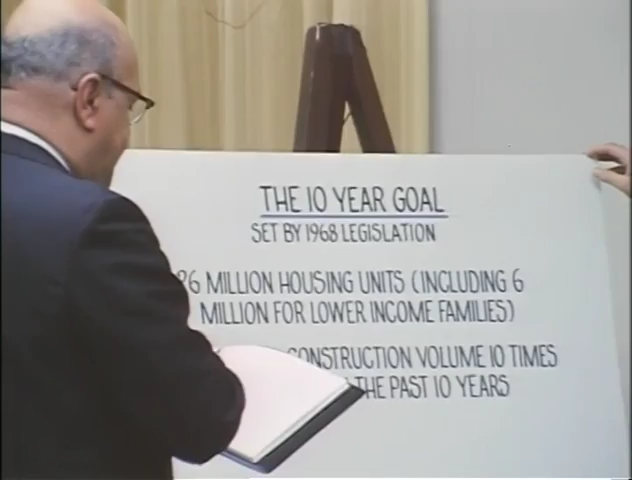 THE 10 YEAR GOAL
SET BY 1968 LEGISLATION
26 MILLION HOUSING UNITS (INCLUDING 6
MILLION FOR LOWER INCOME FAMILIES)
CONSTRUCTION VOLUME 10 TIMES
THE PAST 10 YEARS